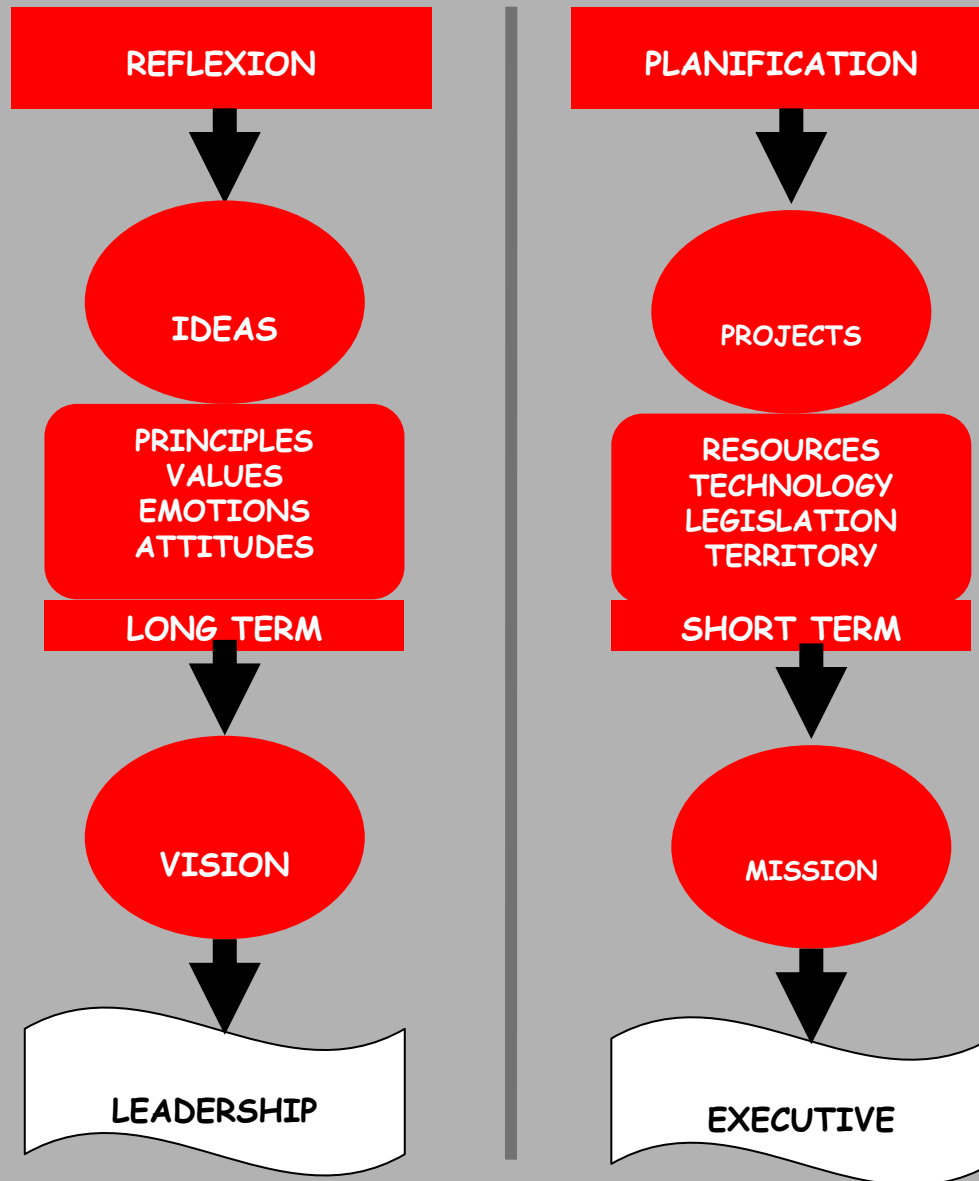 REFLEXION
IDEAS
PRINCIPLES
VALUES
EMOTIONS
ATTITUDES
LONG TERM
VISION
LEADERSHIP
PLANIFICATION
PROJECTS
RESOURCES
TECHNOLOGY
LEGISLATION
TERRITORY
SHORT TERM
MISSION
EXECUTIVE